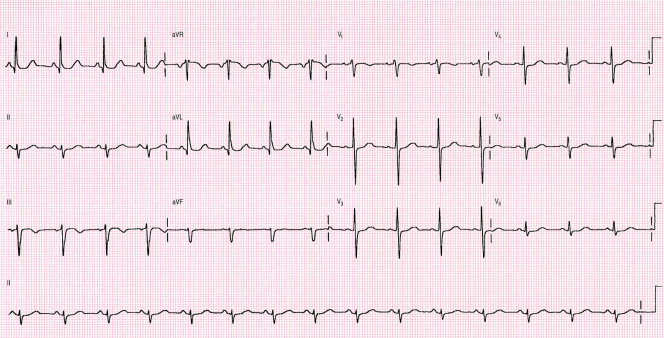 I aVR V1 V4
II aVL V2 V5
III aVF V3 V6
II